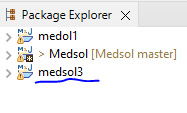 Package Explorer
medol1
> Medsol [Medsol master]
medsol3